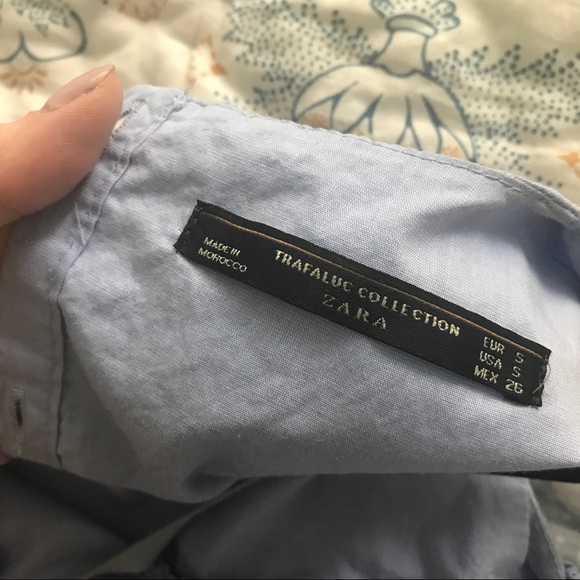 MADE IN
MOROCCO
TRAFALUC COLLECTION
ZARA
EUR S
USA S
MEX 26